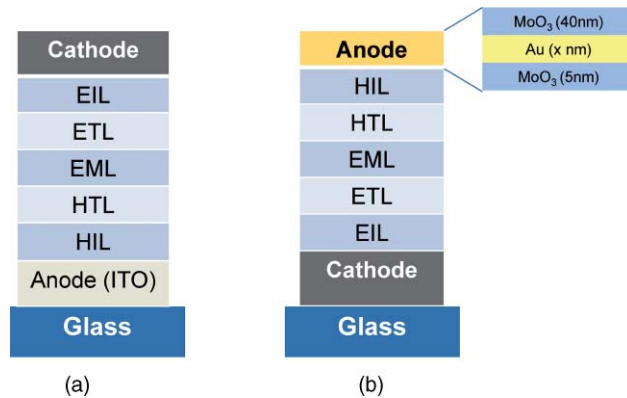 Cathode
EIL
ETL
EML
HTL
HIL
Anode (ITO)
Glass
(a)
Anode
HIL
HTL
EML
ETL
EIL
Cathode
Glass
(b)
MoO₃ (40nm)
Au (x nm)
MoO₃ (5nm)